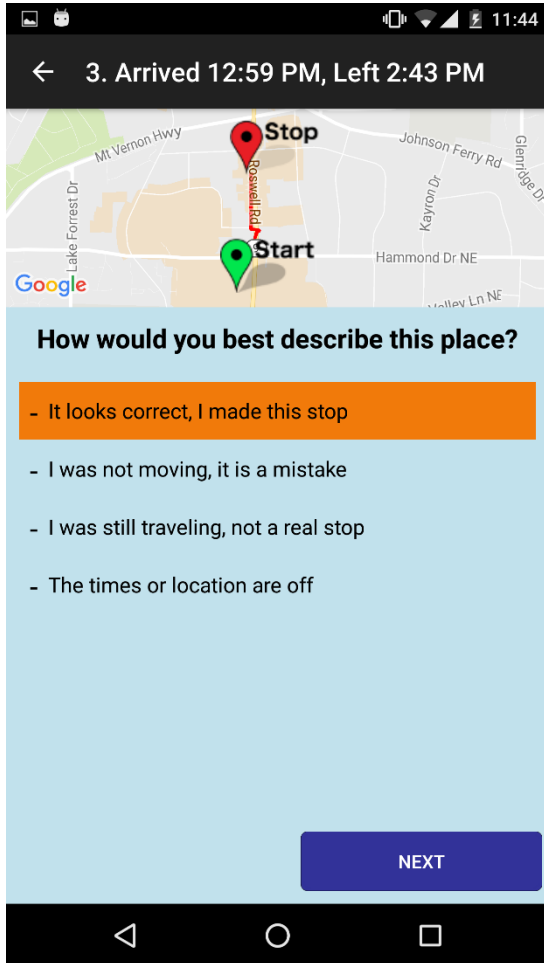 11:44
3. Arrived 12:59 PM, Left 2:43 PM
Mt Vernon Hwy
Stop
Johnson Ferry Rd
Glenridge Dr
Lake Forrest Dr
Roswell Rd
Kayron Dr
Start
Hammond Dr NE
Google
Valley Ln NE
How would you best describe this place?
- It looks correct, I made this stop
- I was not moving, it is a mistake
- I was still traveling, not a real stop
- The times or location are off
NEXT